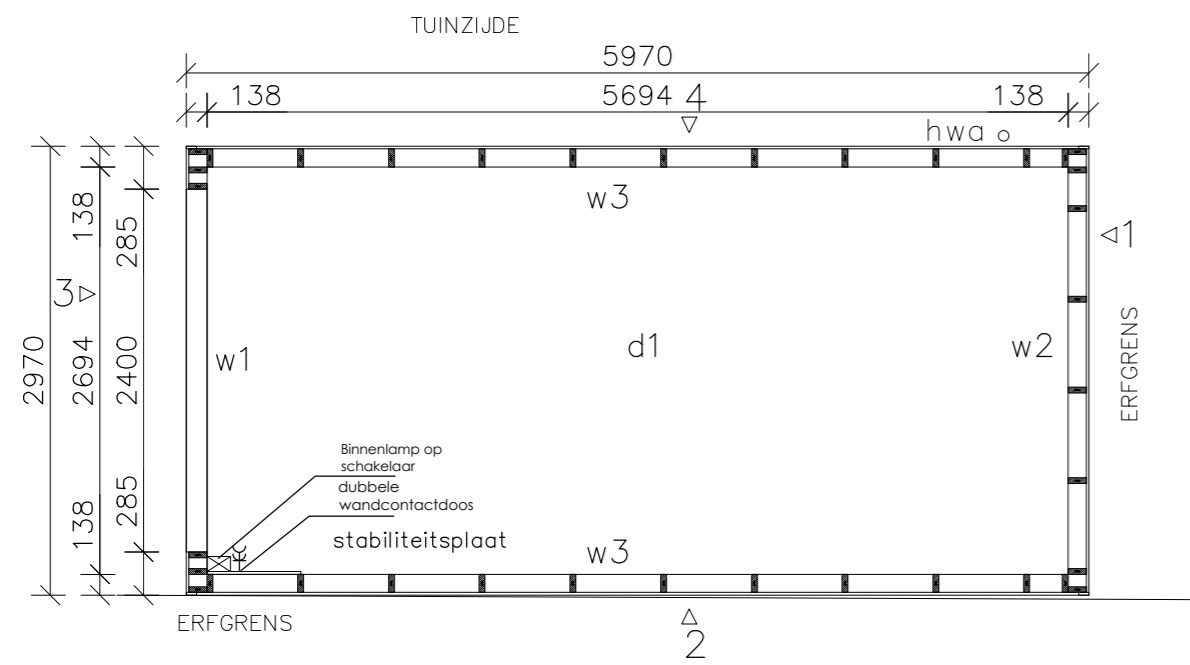 TUINZIJDE
5970
138
5694
4
138
hwa
w3
138
285
1
3
2970
2694
2400
w1
d1
w2
ERFGRENS
Binnenlamp op
schakelaar
dubbele
wandcontactdoos
stabiliteitsplaat
138
285
w3
ERFGRENS
2